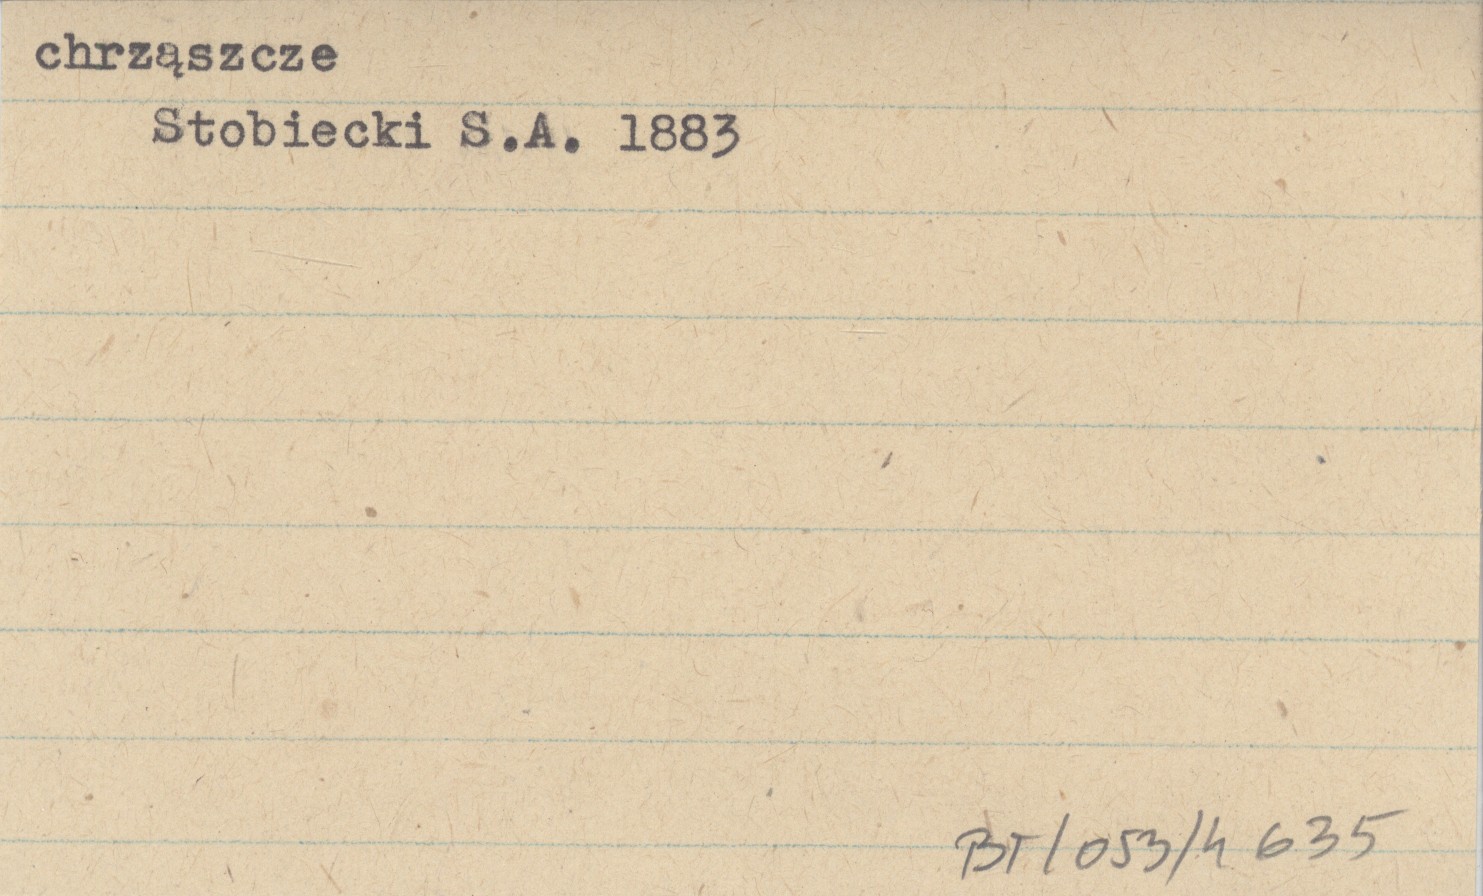 chrząszcze
Stobiecki S.A. 1883
BT/053/4 635